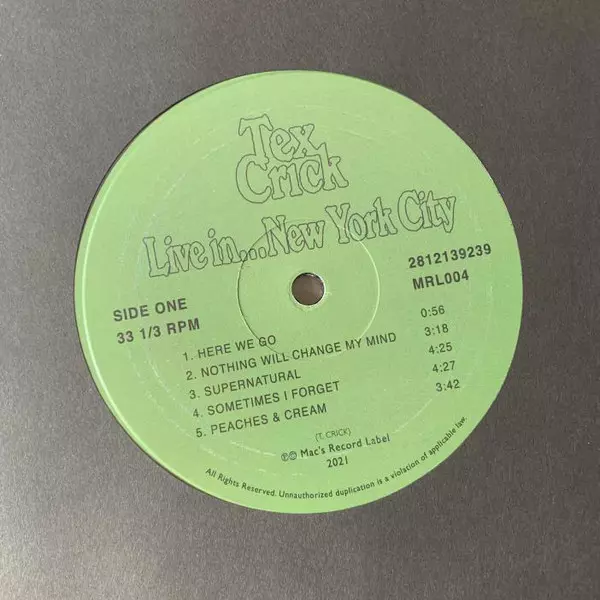 Tex
Crick
Live in...New York City
SIDE ONE
33 1/3 RPM
2812139239
MRL004
1. HERE WE GO 0:56
2. NOTHING WILL CHANGE MY MIND 3:18
3. SUPERNATURAL 4:25
4. SOMETIMES I FORGET 4:27
5. PEACHES & CREAM 3:42
(T. CRICK)
℗© Mac's Record Label
2021
All Rights Reserved. Unauthorized duplication is a violation of applicable law.